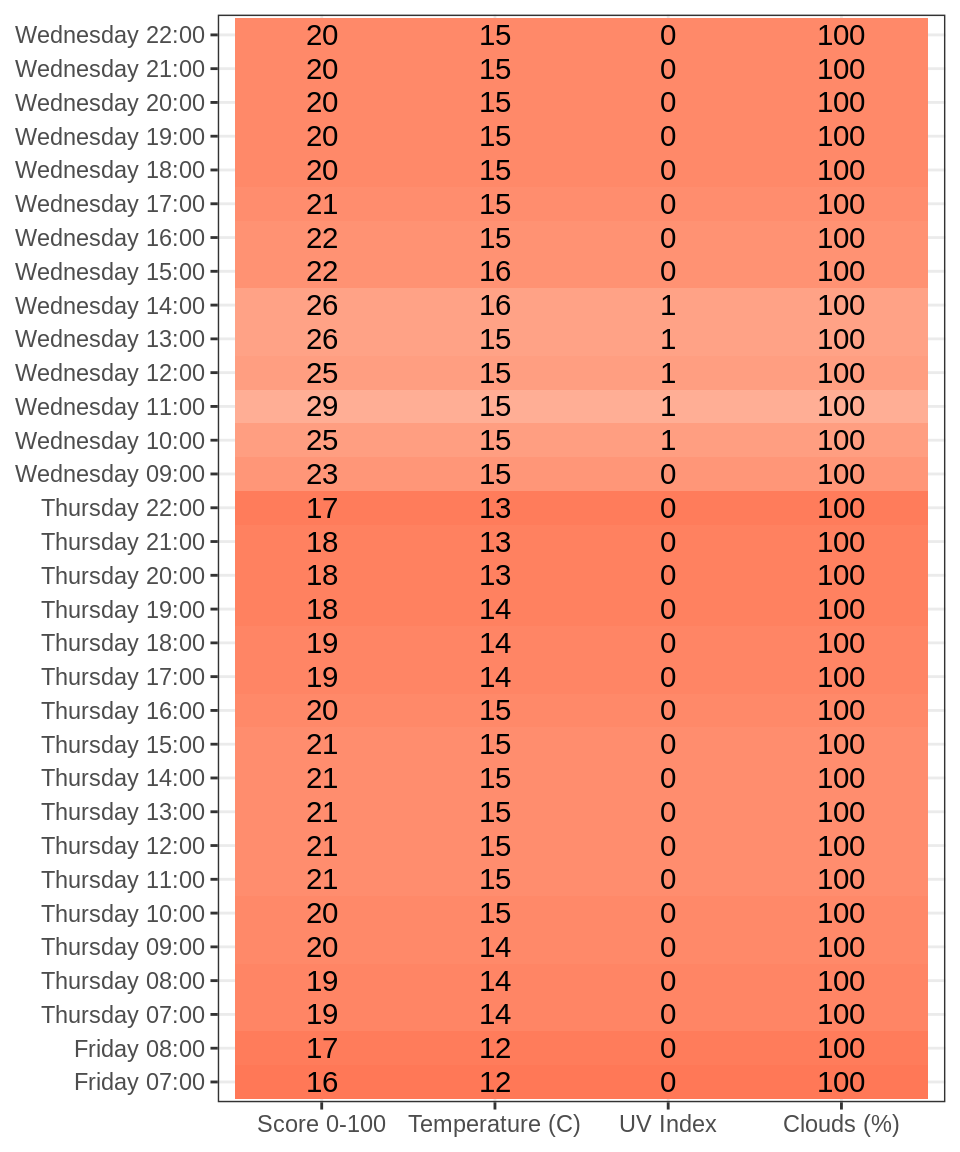 Wednesday 22:00 20 15 0 100
Wednesday 21:00 20 15 0 100
Wednesday 20:00 20 15 0 100
Wednesday 19:00 20 15 0 100
Wednesday 18:00 20 15 0 100
Wednesday 17:00 21 15 0 100
Wednesday 16:00 22 15 0 100
Wednesday 15:00 22 16 0 100
Wednesday 14:00 26 16 1 100
Wednesday 13:00 26 15 1 100
Wednesday 12:00 25 15 1 100
Wednesday 11:00 29 15 1 100
Wednesday 10:00 25 15 1 100
Wednesday 09:00 23 15 0 100
Thursday 22:00 17 13 0 100
Thursday 21:00 18 13 0 100
Thursday 20:00 18 13 0 100
Thursday 19:00 18 14 0 100
Thursday 18:00 19 14 0 100
Thursday 17:00 19 14 0 100
Thursday 16:00 20 15 0 100
Thursday 15:00 21 15 0 100
Thursday 14:00 21 15 0 100
Thursday 13:00 21 15 0 100
Thursday 12:00 21 15 0 100
Thursday 11:00 21 15 0 100
Thursday 10:00 20 15 0 100
Thursday 09:00 20 14 0 100
Thursday 08:00 19 14 0 100
Thursday 07:00 19 14 0 100
Friday 08:00 17 12 0 100
Friday 07:00 16 12 0 100
Score 0-100 Temperature (C) UV Index Clouds (%)